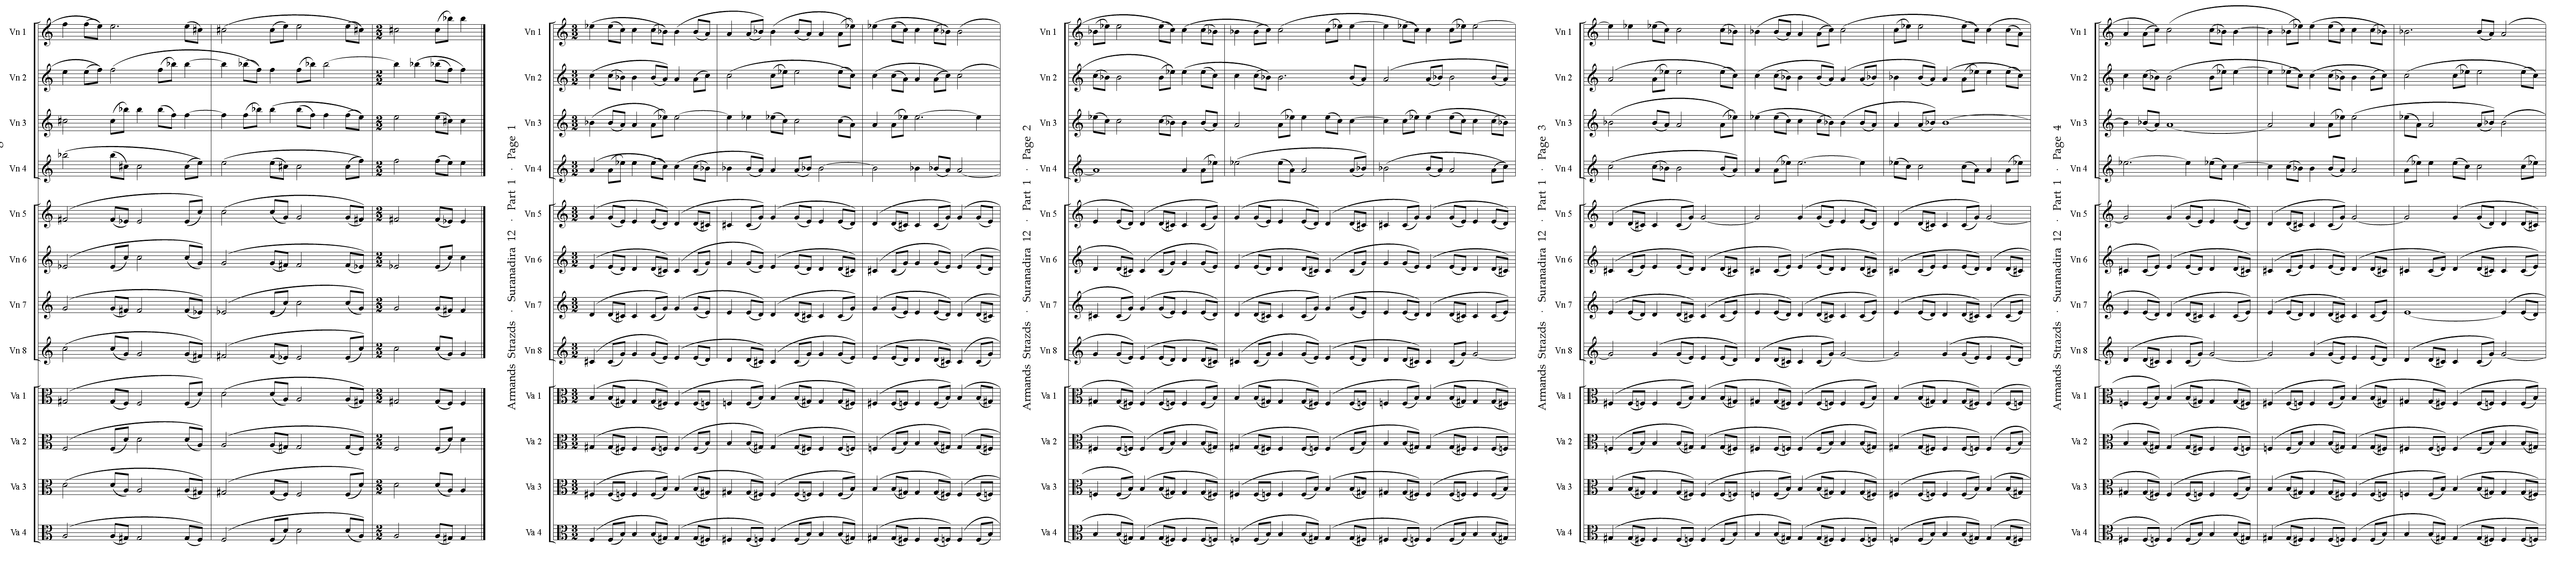 Vn 1
Vn 2
Vn 3
Vn 4
Vn 5
Vn 6
Vn 7
Vn 8
Va 1
Va 2
Va 3
Va 4
Armands Strazds · Suranadira 12 · Part 1 · Page 1
Vn 1
Vn 2
Vn 3
Vn 4
Vn 5
Vn 6
Vn 7
Vn 8
Va 1
Va 2
Va 3
Va 4
Armands Strazds · Suranadira 12 · Part 1 · Page 2
Vn 1
Vn 2
Vn 3
Vn 4
Vn 5
Vn 6
Vn 7
Vn 8
Va 1
Va 2
Va 3
Va 4
Armands Strazds · Suranadira 12 · Part 1 · Page 3
Vn 1
Vn 2
Vn 3
Vn 4
Vn 5
Vn 6
Vn 7
Vn 8
Va 1
Va 2
Va 3
Va 4
Armands Strazds · Suranadira 12 · Part 1 · Page 4
Vn 1
Vn 2
Vn 3
Vn 4
Vn 5
Vn 6
Vn 7
Vn 8
Va 1
Va 2
Va 3
Va 4